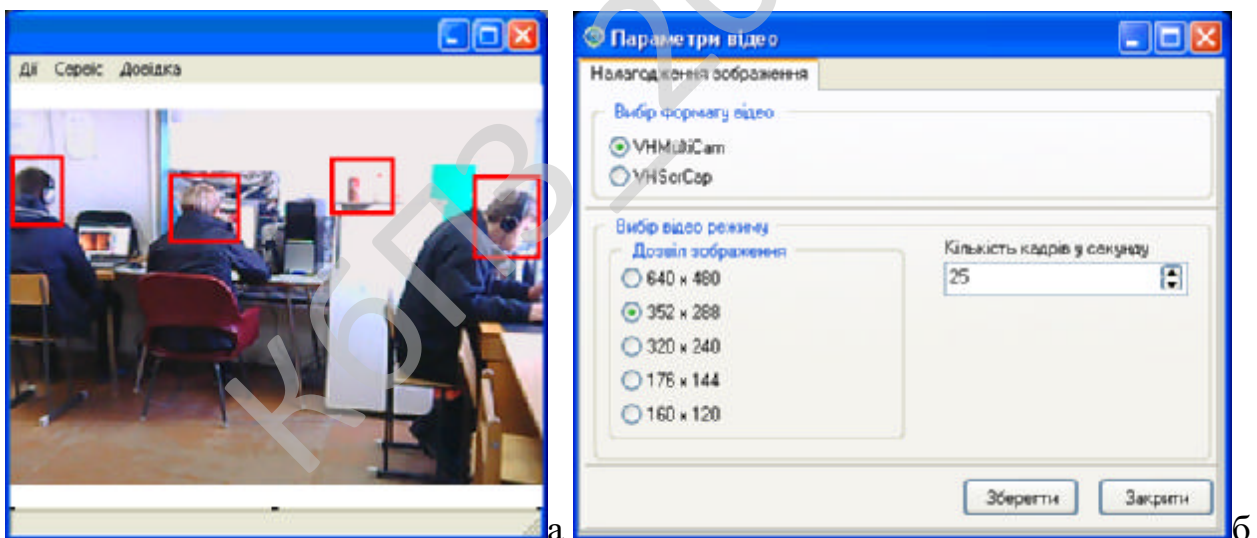 Дії Сервіс Довідка
а
Параметри відео
Налагодження зображення
Вибір формату відео
VHMultiCam
VHScrCap
Вибір відео режиму
Дозвіл зображення
640 x 480
352 x 288
320 x 240
176 x 144
160 x 120
Кількість кадрів у секунду
25
Зберегти Закрити
б